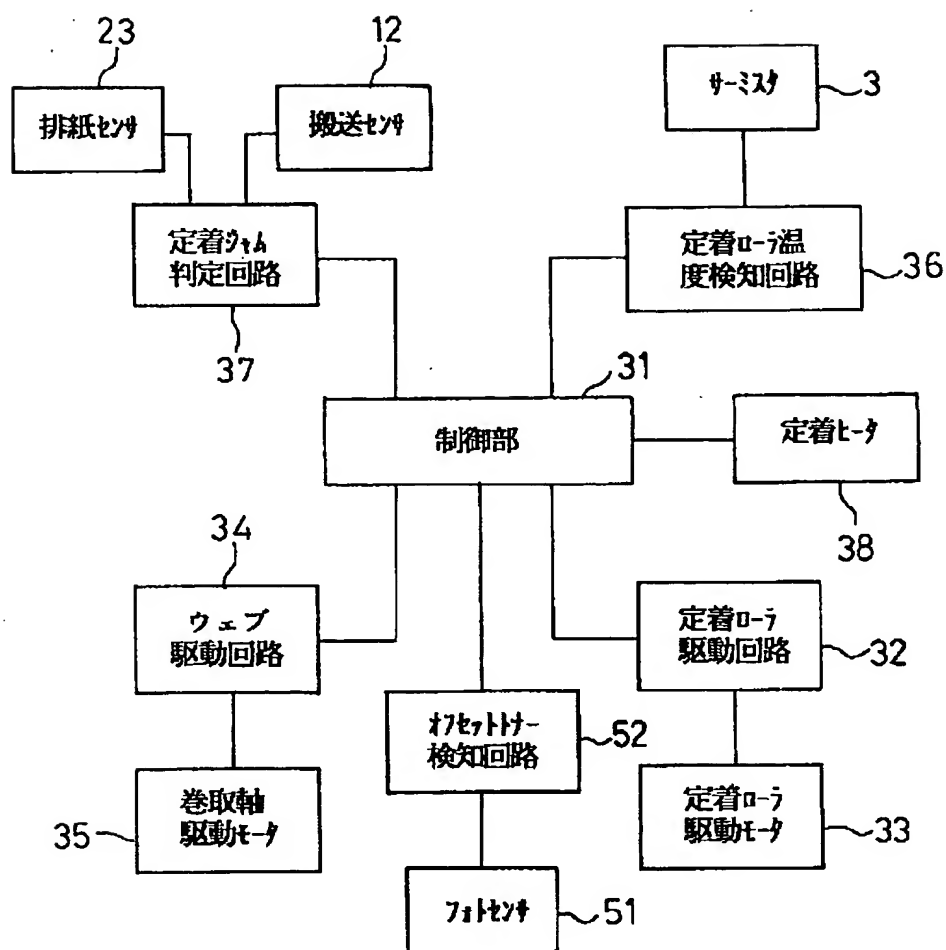 23
12
排紙ｾﾝｻ
搬送ｾﾝｻ
ｻｰﾐｽﾀ
3
定着ｼﾞｬﾑ
判定回路
37
定着ﾛｰﾗ温
度検知回路
36
31
制御部
定着ﾋｰﾀ
38
34
ウェブ
駆動回路
定着ﾛｰﾗ
駆動回路
32
ｵﾌｾｯﾄﾄﾅｰ
検知回路
52
巻取軸
駆動ﾓｰﾀ
35
定着ﾛｰﾗ
駆動ﾓｰﾀ
33
ﾌｫﾄｾﾝｻ
51